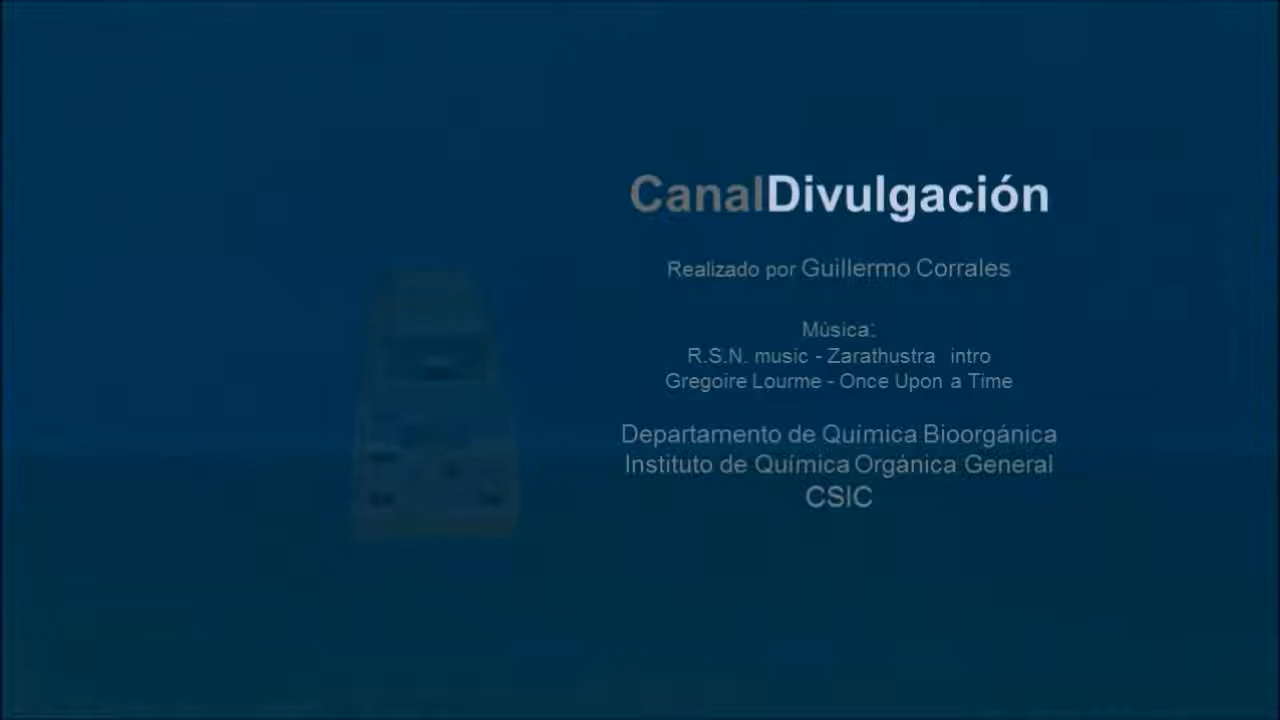 CanalDivulgación
Realizado por Guillermo Corrales
Música:
R.S.N. music - Zarathustra intro
Gregoire Lourme - Once Upon a Time
Departamento de Química Bioorgánica
Instituto de Química Orgánica General
CSIC